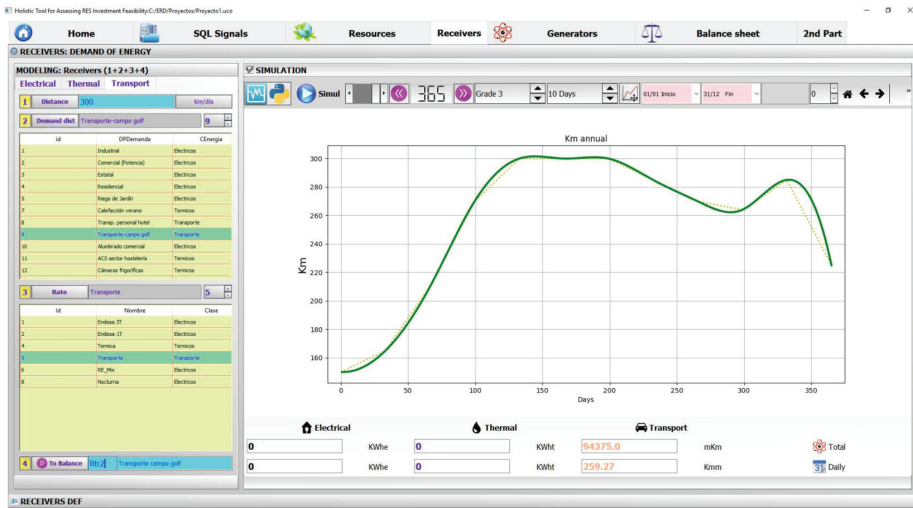 Holistic Tool for Assessing RES Investment Feasibility:C:/ERD/Proyectos/Proyecto1.uce
Home SQL Signals Resources Receivers Generators Balance sheet 2nd Part
RECEIVERS: DEMAND OF ENERGY
MODELING: Receivers (1+2+3+4)
Electrical Thermal Transport
1 Distance 300 Km/día
2 Demand dist Transporte-campo golf 9
id DPDemanda CEnergia
1 Industrial Electricos
2 Comercial (Potencia) Electricos
3 Estatal Electricos
4 Residencial Electricos
5 Riego de Jardín Electricos
7 Calefacción verano Termicos
8 Transp. personal hotel Transporte
9 Transporte-campo golf Transporte
10 Alumbrado comercial Electricos
11 ACS sector hostelería Termicos
12 Cámaras frigoríficas Termicos
3 Rate Transporte 5
Id Nombre Clase
1 Endesa 3T Electricos
2 Endesa-1T Electricos
4 Termica Termicos
5 Transporte Transporte
6 RE_Mix Electricos
8 Nocturna Electricos
4 To Balance Rtr2 Transporte campo golf
SIMULATION
Simul 365 Grade 3 10 Days 01/01 Inicio 31/12 Fin 0 »
Km annual
300
280
260
240
220
200
180
160
Km
0 50 100 150 200 250 300 350
Days
Electrical Thermal Transport
0 KWhe 0 KWht 94375.0 mKm Total
0 KWhe 0 KWht 259.27 Kmm 31 Daily
RECEIVERS DEF